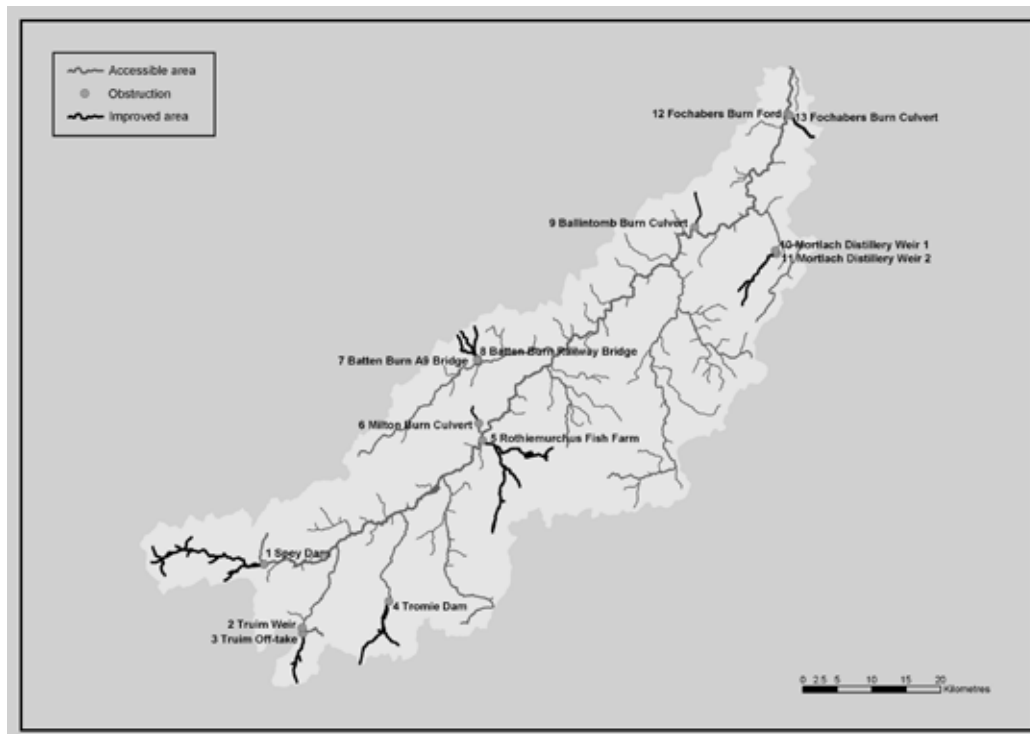 Accessible area
Obstruction
Improved area
12 Fochabers Burn Ford
13 Fochabers Burn Culvert
9 Ballintomb Burn Culvert
10 Mortlach Distillery Weir 1
11 Mortlach Distillery Weir 2
8 Batten Burn Railway Bridge
7 Batten Burn A9 Bridge
6 Milton Burn Culvert
5 Rothiemurchus Fish Farm
1 Spey Dam
4 Tromie Dam
2 Truim Weir
3 Truim Off-take
0 2.5 5 10 15 20
Kilometres